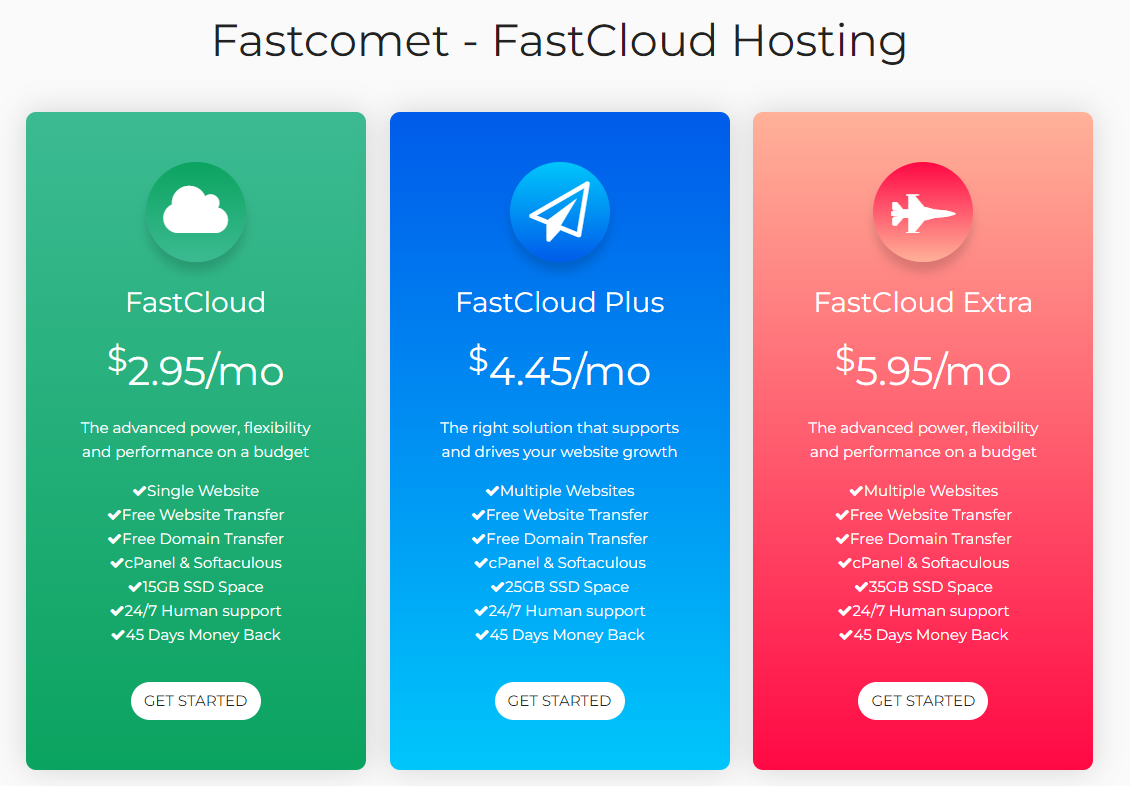 Fastcomet - FastCloud Hosting
FastCloud
$2.95/mo
The advanced power, flexibility
and performance on a budget
Single Website
Free Website Transfer
Free Domain Transfer
cPanel & Softaculous
15GB SSD Space
24/7 Human support
45 Days Money Back
GET STARTED
FastCloud Plus
$4.45/mo
The right solution that supports
and drives your website growth
Multiple Websites
Free Website Transfer
Free Domain Transfer
cPanel & Softaculous
25GB SSD Space
24/7 Human support
45 Days Money Back
GET STARTED
FastCloud Extra
$5.95/mo
The advanced power, flexibility
and performance on a budget
Multiple Websites
Free Website Transfer
Free Domain Transfer
cPanel & Softaculous
35GB SSD Space
24/7 Human support
45 Days Money Back
GET STARTED